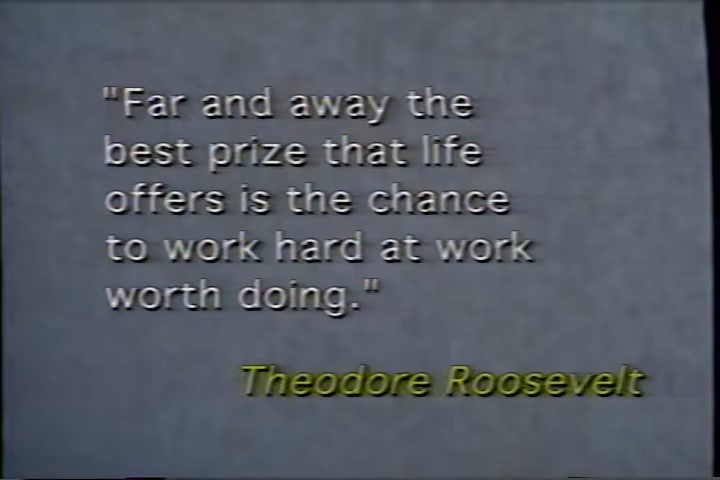 "Far and away the
best prize that life
offers is the chance
to work hard at work
worth doing."
Theodore Roosevelt